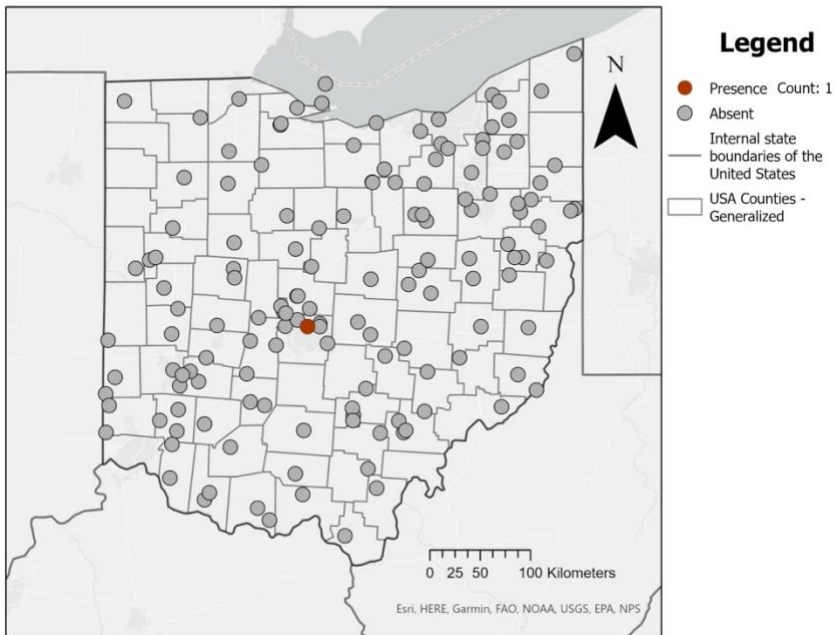 Legend
N
Presence Count: 1
Absent
Internal state
boundaries of the
United States
USA Counties -
Generalized
0 25 50 100 Kilometers
Esri, HERE, Garmin, FAO, NOAA, USGS, EPA, NPS